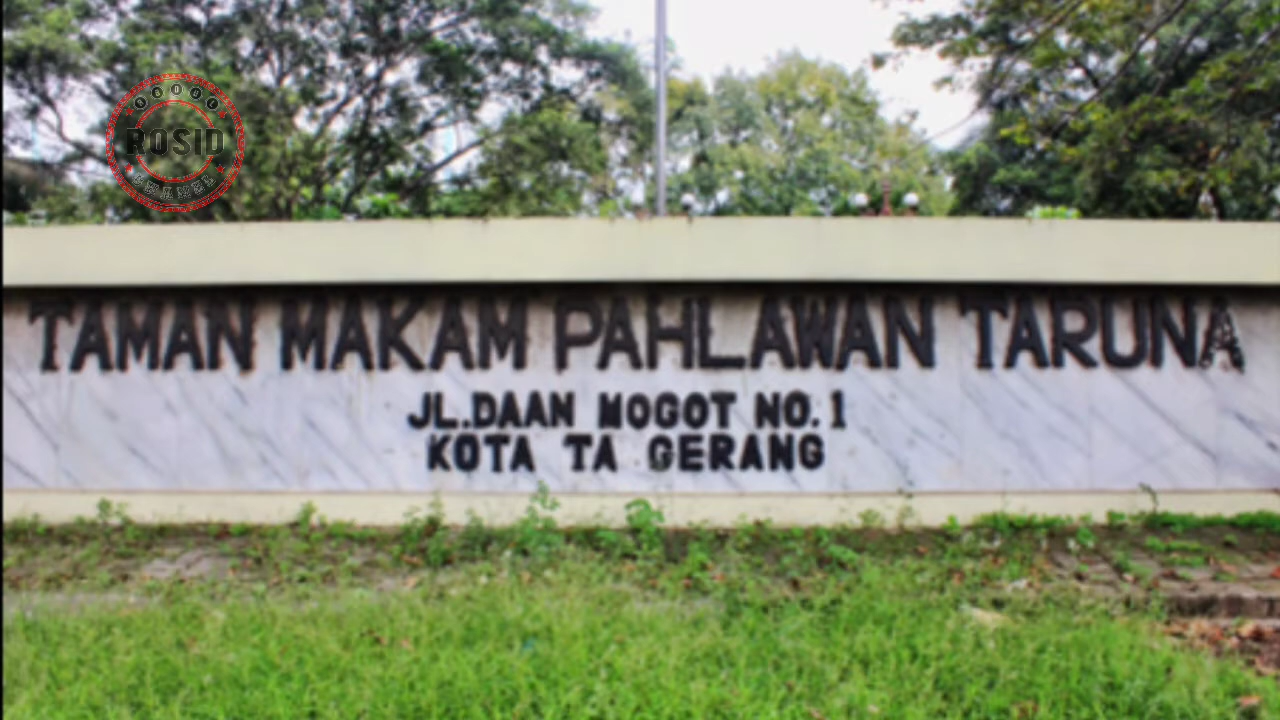 ROSID
TAMAN MAKAM PAHLAWAN TARUNA
JL.DAAN MOGOT NO.1
KOTA TA GERANG